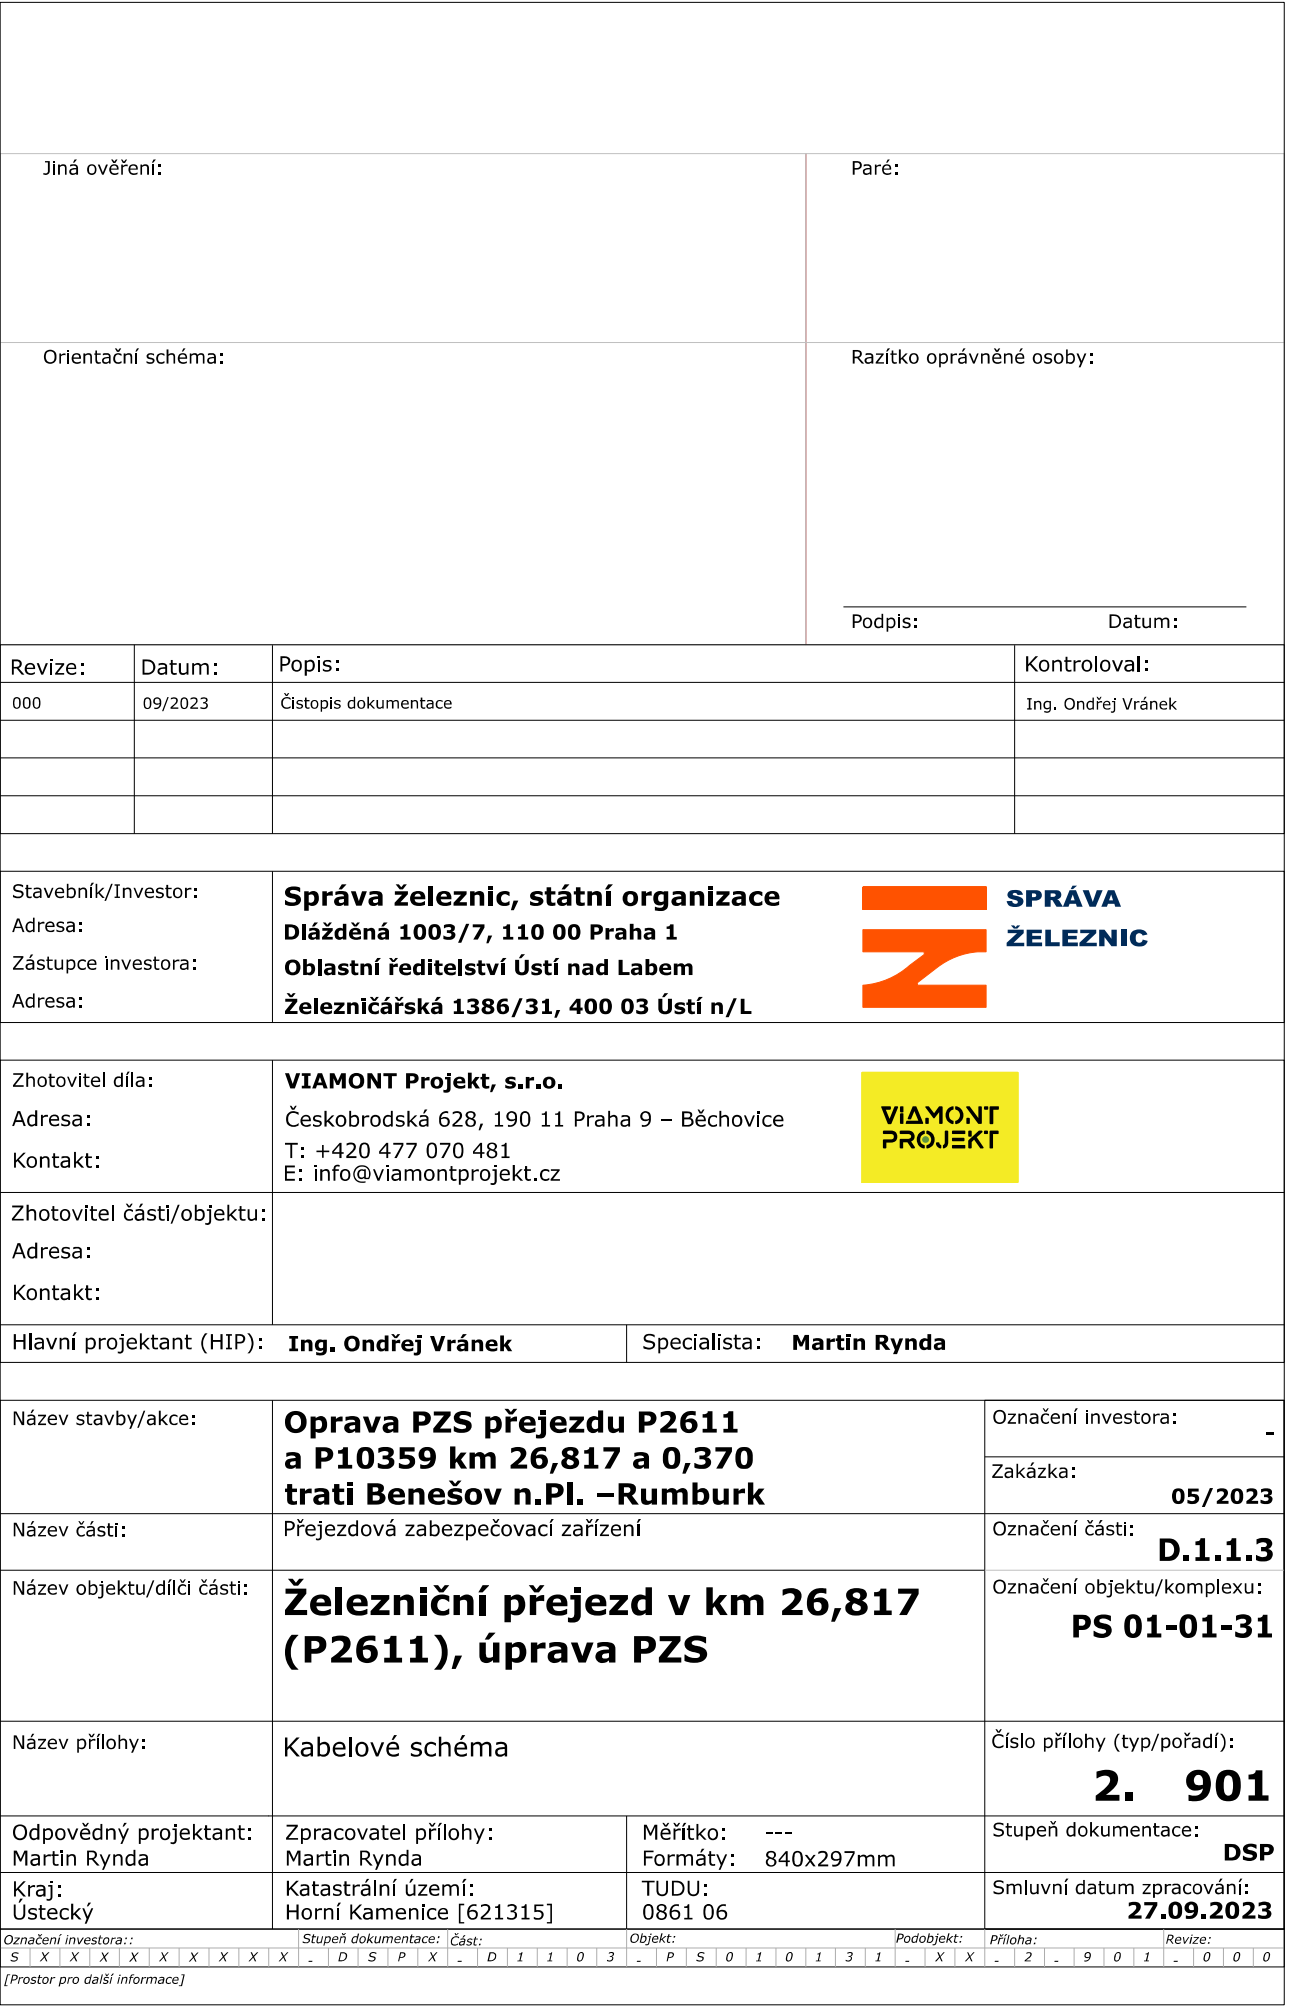 Jiná ověření:
Paré:
Orientační schéma:
Razítko oprávněné osoby:
Podpis: Datum:
Revize: Datum: Popis: Kontroloval:
000 09/2023 Čistopis dokumentace Ing. Ondřej Vránek
Stavebník/Investor: Správa železnic, státní organizace
Adresa: Dlážděná 1003/7, 110 00 Praha 1
Zástupce investora: Oblastní ředitelství Ústí nad Labem
Adresa: Železničářská 1386/31, 400 03 Ústí n/L
SPRÁVA
ŽELEZNIC
Zhotovitel díla: VIAMONT Projekt, s.r.o.
Adresa: Českobrodská 628, 190 11 Praha 9 – Běchovice
Kontakt: T: +420 477 070 481
E: info@viamontprojekt.cz
VIAMONT
PROJEKT
Zhotovitel části/objektu:
Adresa:
Kontakt:
Hlavní projektant (HIP): Ing. Ondřej Vránek Specialista: Martin Rynda
Název stavby/akce: Oprava PZS přejezdu P2611
a P10359 km 26,817 a 0,370
trati Benešov n.Pl. –Rumburk
Označení investora:
-
Zakázka:
05/2023
Název části: Přejezdová zabezpečovací zařízení
Označení části:
D.1.1.3
Název objektu/dílči části: Železniční přejezd v km 26,817
(P2611), úprava PZS
Označení objektu/komplexu:
PS 01-01-31
Název přílohy: Kabelové schéma
Číslo přílohy (typ/pořadí):
2. 901
Odpovědný projektant: Zpracovatel přílohy: Měřítko: ---
Martin Rynda Martin Rynda Formáty: 840x297mm
Stupeň dokumentace:
DSP
Kraj: Katastrální území: TUDU:
Ústecký Horní Kamenice [621315] 0861 06
Smluvní datum zpracování:
27.09.2023
Označení investora:: Stupeň dokumentace: Část: Objekt: Podobjekt: Příloha: Revize:
S X X X X X X X X X _ D S P X _ D 1 1 0 3 _ P S 0 1 0 1 3 1 _ X X _ 2 _ 9 0 1 _ 0 0 0
[Prostor pro další informace]